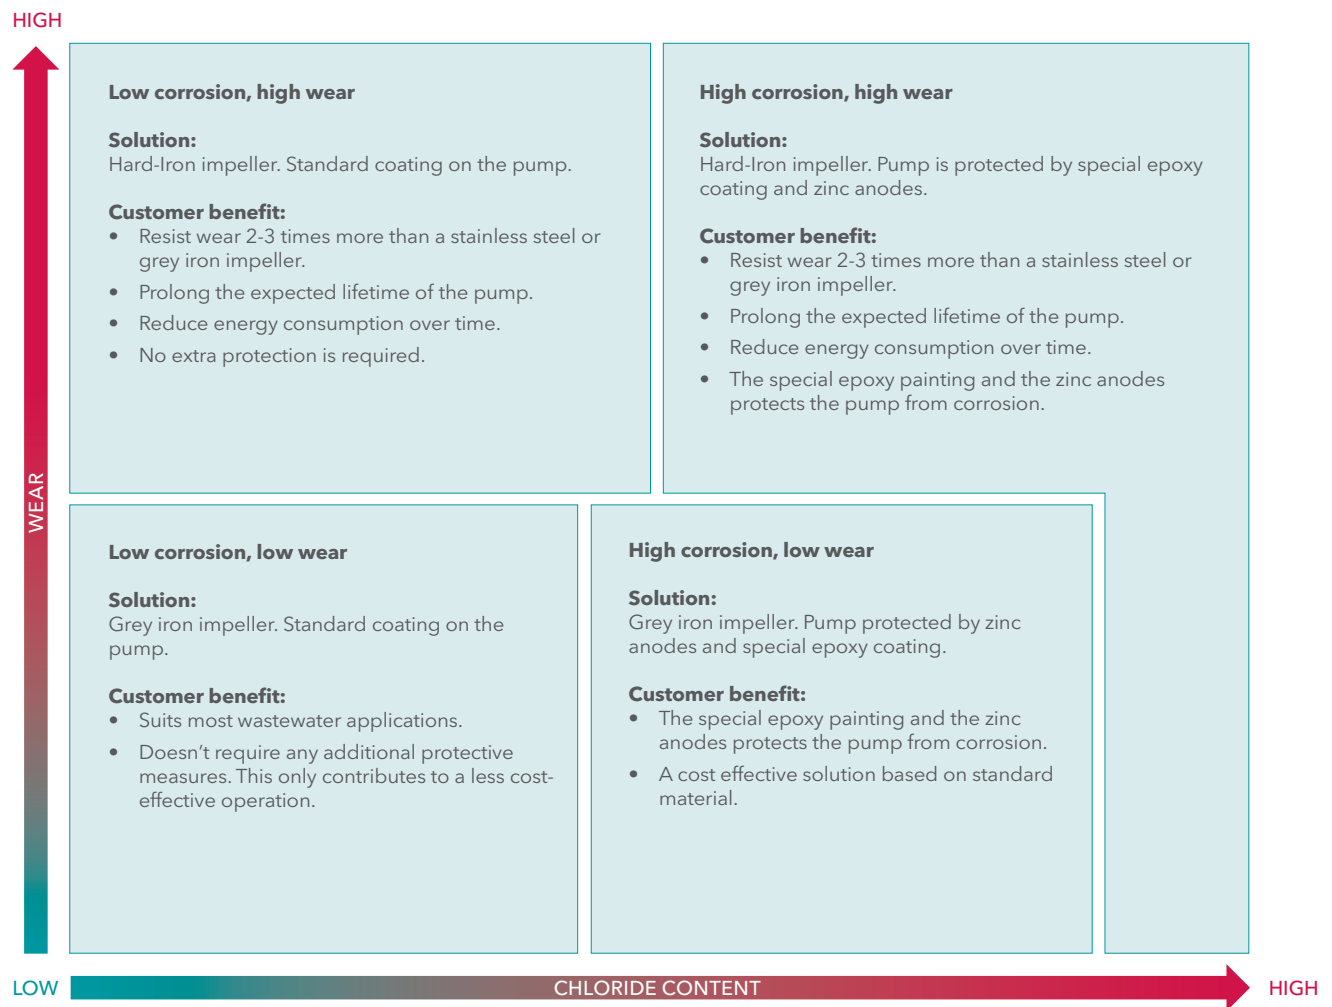 HIGH
Low corrosion, high wear
Solution:
Hard-Iron impeller. Standard coating on the pump.
Customer benefit:
• Resist wear 2-3 times more than a stainless steel or
grey iron impeller.
• Prolong the expected lifetime of the pump.
• Reduce energy consumption over time.
• No extra protection is required.
High corrosion, high wear
Solution:
Hard-Iron impeller. Pump is protected by special epoxy
coating and zinc anodes.
Customer benefit:
• Resist wear 2-3 times more than a stainless steel or
grey iron impeller.
• Prolong the expected lifetime of the pump.
• Reduce energy consumption over time.
• The special epoxy painting and the zinc anodes
protects the pump from corrosion.
WEAR
Low corrosion, low wear
Solution:
Grey iron impeller. Standard coating on the
pump.
Customer benefit:
• Suits most wastewater applications.
• Doesn’t require any additional protective
measures. This only contributes to a less cost-
effective operation.
High corrosion, low wear
Solution:
Grey iron impeller. Pump protected by zinc
anodes and special epoxy coating.
Customer benefit:
• The special epoxy painting and the zinc
anodes protects the pump from corrosion.
• A cost effective solution based on standard
material.
LOW
CHLORIDE CONTENT
HIGH